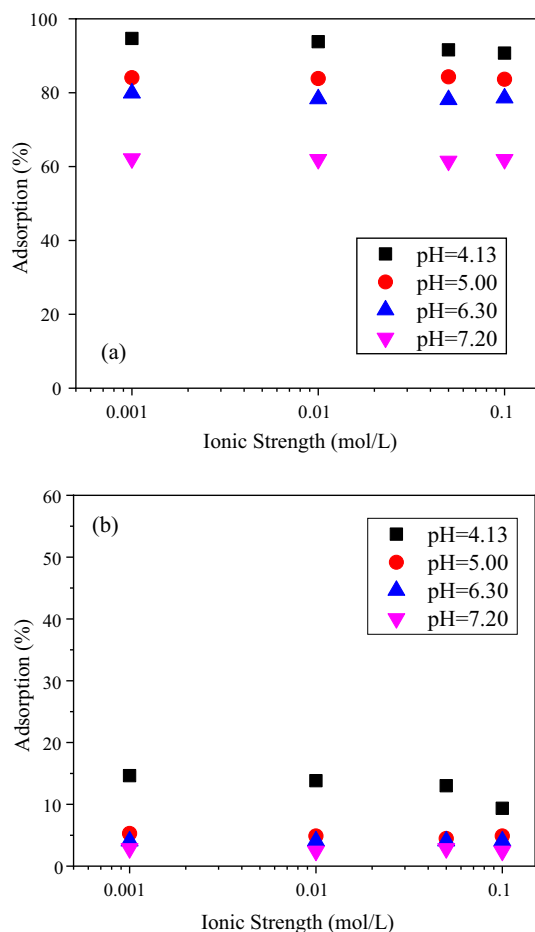 100
80
60
40
20
0
Adsorption (%)
pH=4.13
pH=5.00
pH=6.30
pH=7.20
(a)
0.001
0.01
0.1
Ionic Strength (mol/L)
60
50
40
30
20
10
0
Adsorption (%)
(b)
pH=4.13
pH=5.00
pH=6.30
pH=7.20
0.001
0.01
0.1
Ionic Strength (mol/L)